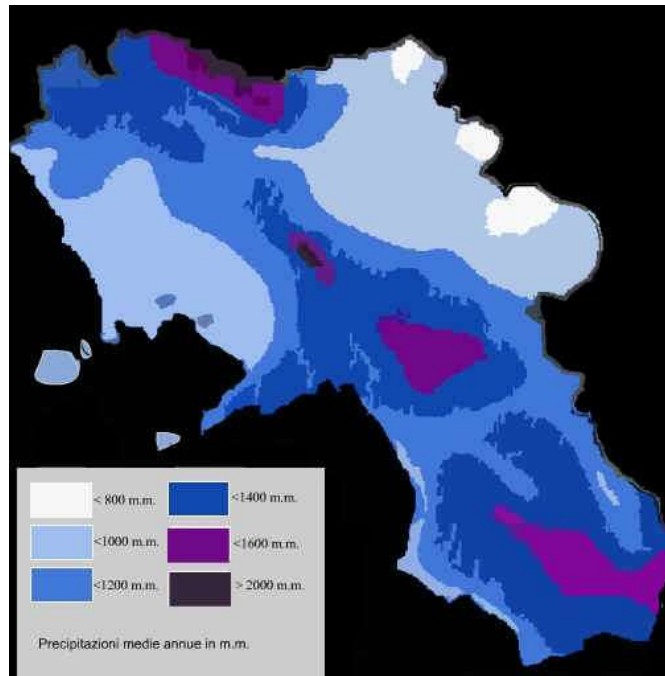 < 800 m.m.
<1400 m.m.
<1000 m.m.
<1600 m.m.
<1200 m.m.
> 2000 m.m.
Precipitazioni medie annue in m.m.